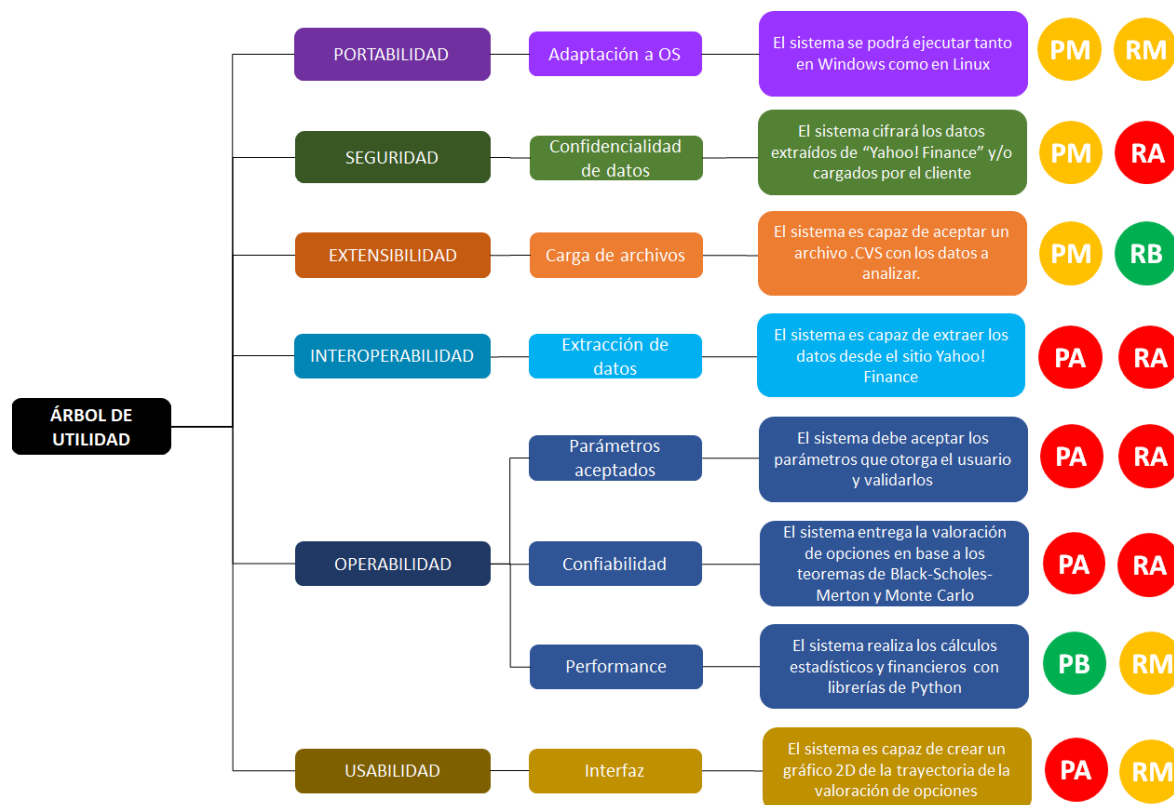 PORTABILIDAD
Adaptación a OS
El sistema se podrá ejecutar tanto
en Windows como en Linux
PM
RM
SEGURIDAD
Confidencialidad
de datos
El sistema cifrará los datos
extraídos de “Yahoo! Finance” y/o
cargados por el cliente
PM
RA
EXTENSIBILIDAD
Carga de archivos
El sistema es capaz de aceptar un
archivo .CVS con los datos a
analizar.
PM
RB
INTEROPERABILIDAD
Extracción de
datos
El sistema es capaz de extraer los
datos desde el sitio Yahoo!
Finance
PA
RA
ÁRBOL DE
UTILIDAD
Parámetros
aceptados
El sistema debe aceptar los
parámetros que otorga el usuario
y validarlos
PA
RA
OPERABILIDAD
Confiabilidad
El sistema entrega la valoración
de opciones en base a los
teoremas de Black-Scholes-
Merton y Monte Carlo
PA
RA
Performance
El sistema realiza los cálculos
estadísticos y financieros con
librerías de Python
PB
RM
USABILIDAD
Interfaz
El sistema es capaz de crear un
gráfico 2D de la trayectoria de la
valoración de opciones
PA
RM